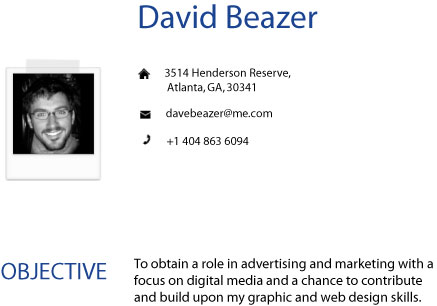 David Beazer
3514 Henderson Reserve,
Atlanta, GA, 30341
davebeazer@me.com
+1 404 863 6094
OBJECTIVE
To obtain a role in advertising and marketing with a
focus on digital media and a chance to contribute
and build upon my graphic and web design skills.